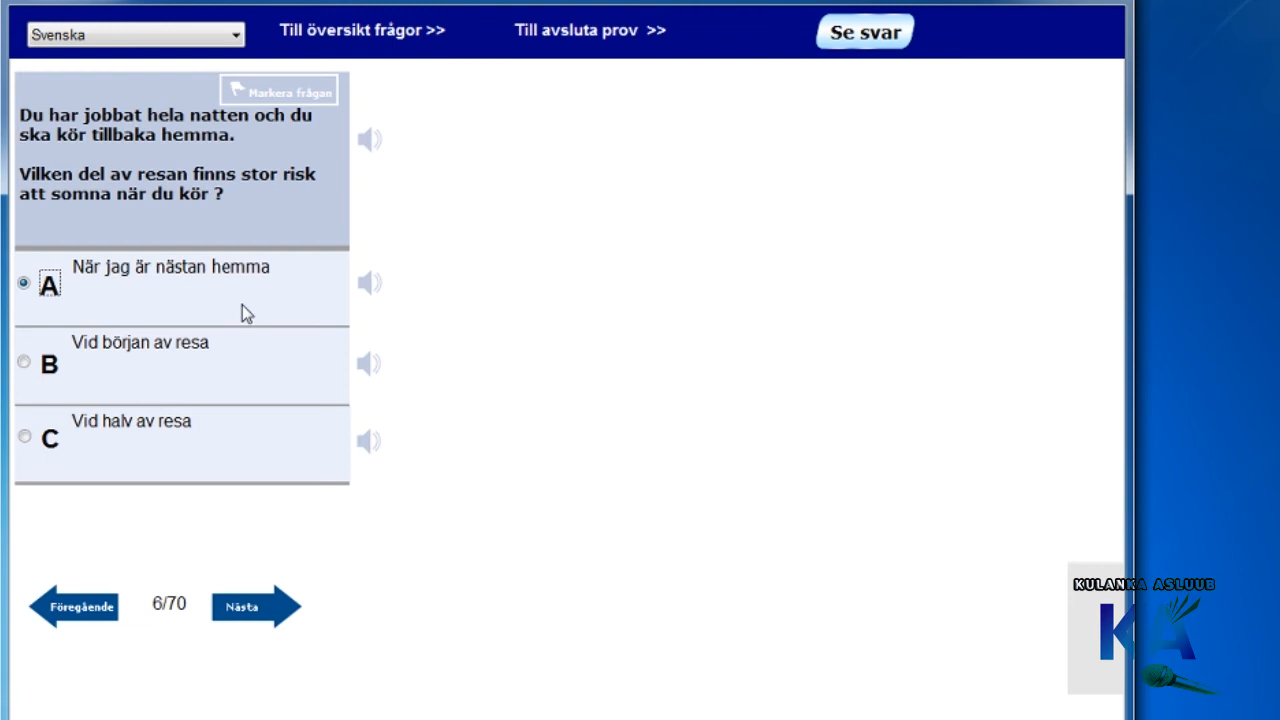 Svenska
Till översikt frågor >>
Till avsluta prov >>
Se svar
Markera frågan
Du har jobbat hela natten och du
ska kör tillbaka hemma.
Vilken del av resan finns stor risk
att somna när du kör ?
A
När jag är nästan hemma
B
Vid början av resa
C
Vid halv av resa
Föregående
6/70
Nästa
KULANKA ASLUUB
KA